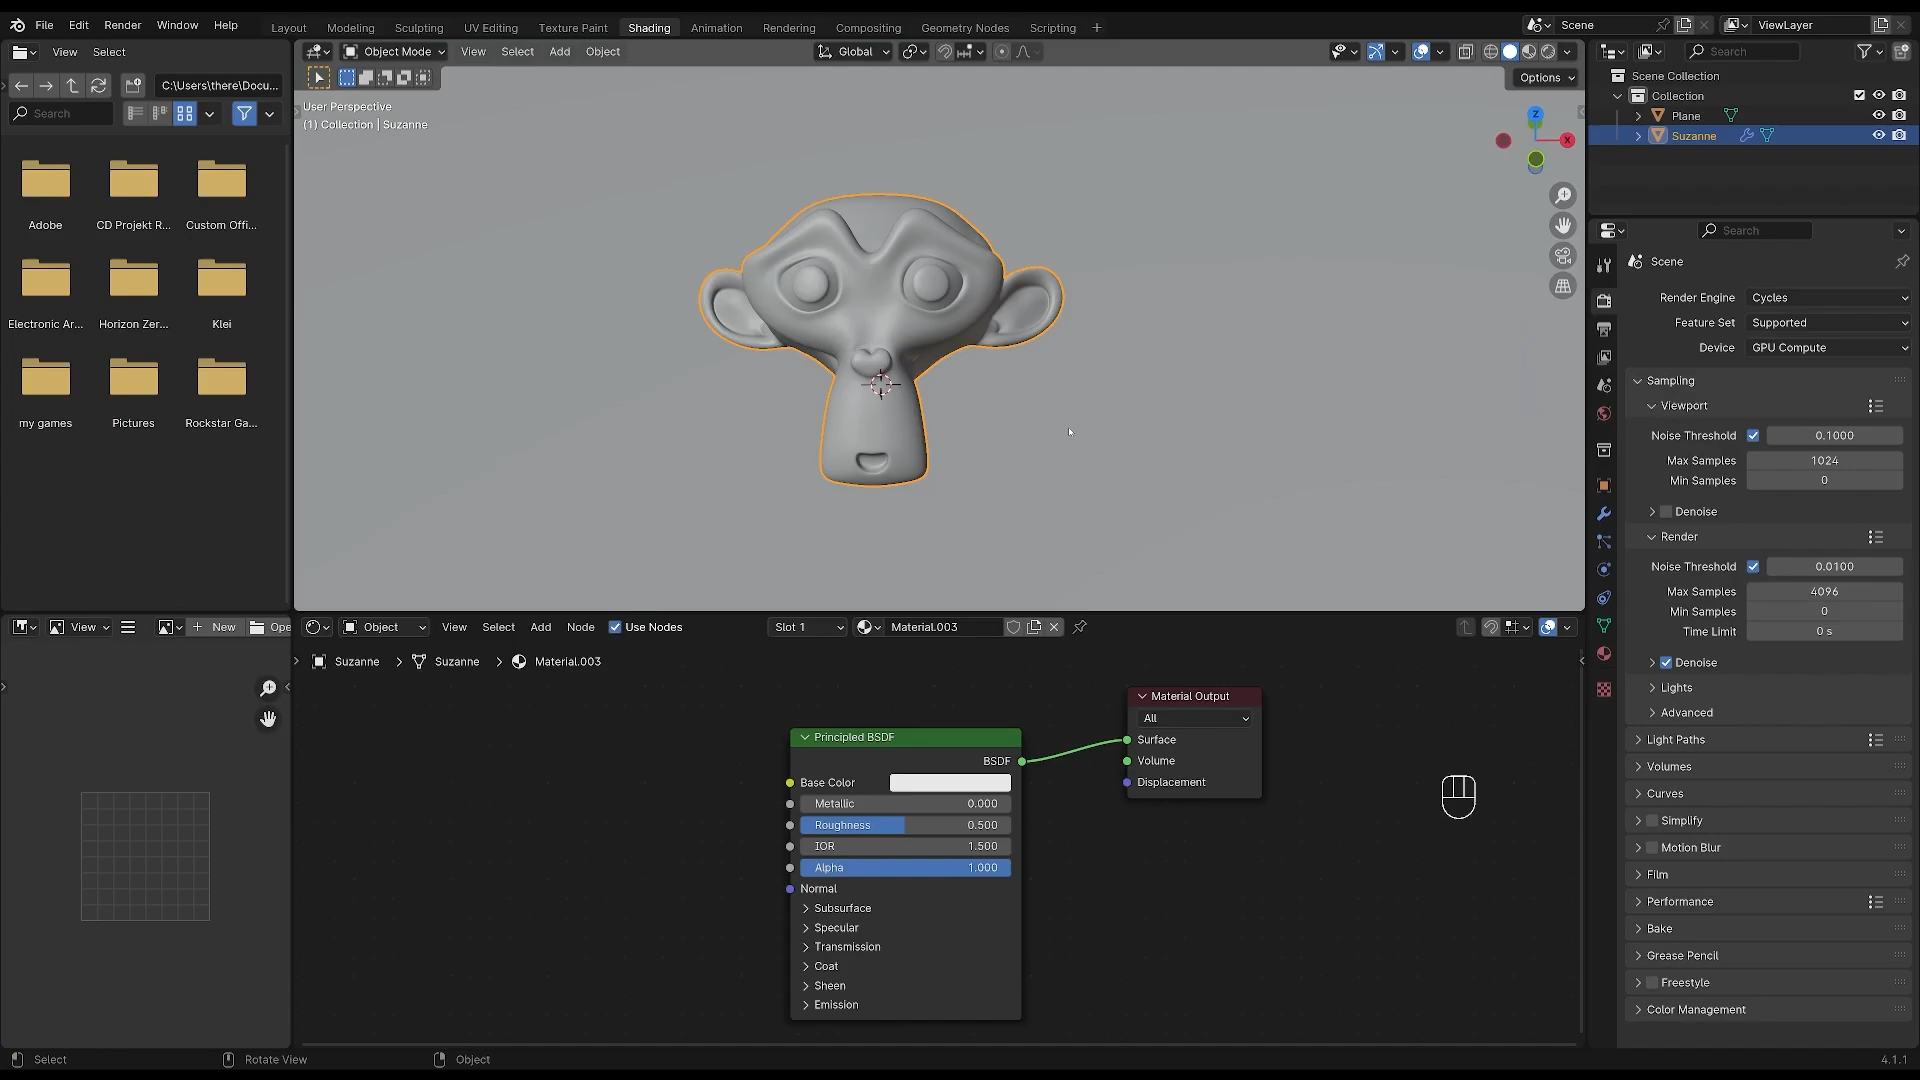 File Edit Render Window Help
Layout Modeling Sculpting UV Editing Texture Paint Shading Animation Rendering Compositing Geometry Nodes Scripting
Scene
ViewLayer
View Select
C:\Users\there\Docu...
Search
Adobe
CD Projekt R...
Custom Offi...
Electronic Ar...
Horizon Zer...
Klei
my games
Pictures
Rockstar Ga...
Object Mode View Select Add Object
Global
Options
User Perspective
(1) Collection | Suzanne
Z
X
Search
Scene Collection
Collection
Plane
Suzanne
Search
Scene
Render Engine Cycles
Feature Set Supported
Device GPU Compute
Sampling
Viewport
Noise Threshold 0.1000
Max Samples 1024
Min Samples 0
Denoise
Render
Noise Threshold 0.0100
Max Samples 4096
Min Samples 0
Time Limit 0 s
Denoise
Lights
Advanced
Light Paths
Volumes
Curves
Simplify
Motion Blur
Film
Performance
Bake
Grease Pencil
Freestyle
Color Management
View
New
Ope
Object View Select Add Node Use Nodes
Slot 1
Material.003
Suzanne Suzanne Material.003
Principled BSDF
BSDF
Base Color
Metallic 0.000
Roughness 0.500
IOR 1.500
Alpha 1.000
Normal
Subsurface
Specular
Transmission
Coat
Sheen
Emission
Material Output
All
Surface
Volume
Displacement
Select
Rotate View
Object
4.1.1